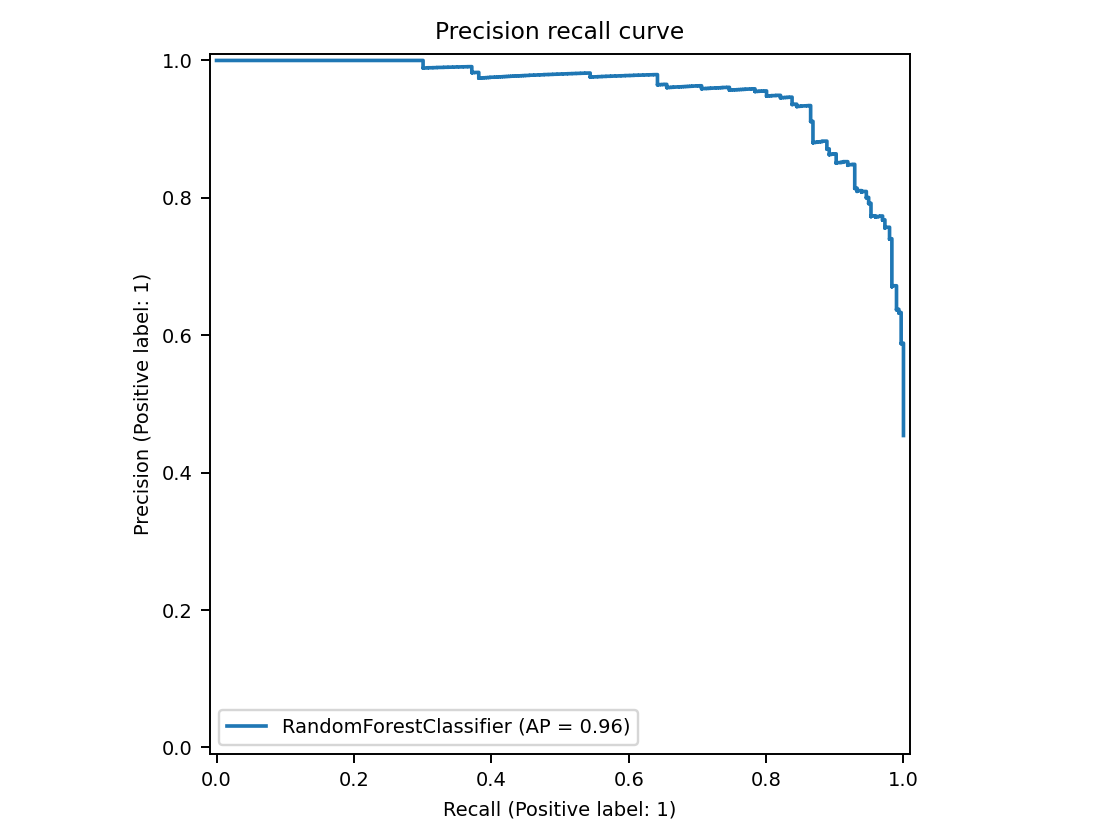 Precision recall curve
1.0
0.8
0.6
0.4
0.2
0.0
Precision (Positive label: 1)
RandomForestClassifier (AP = 0.96)
0.0 0.2 0.4 0.6 0.8 1.0
Recall (Positive label: 1)